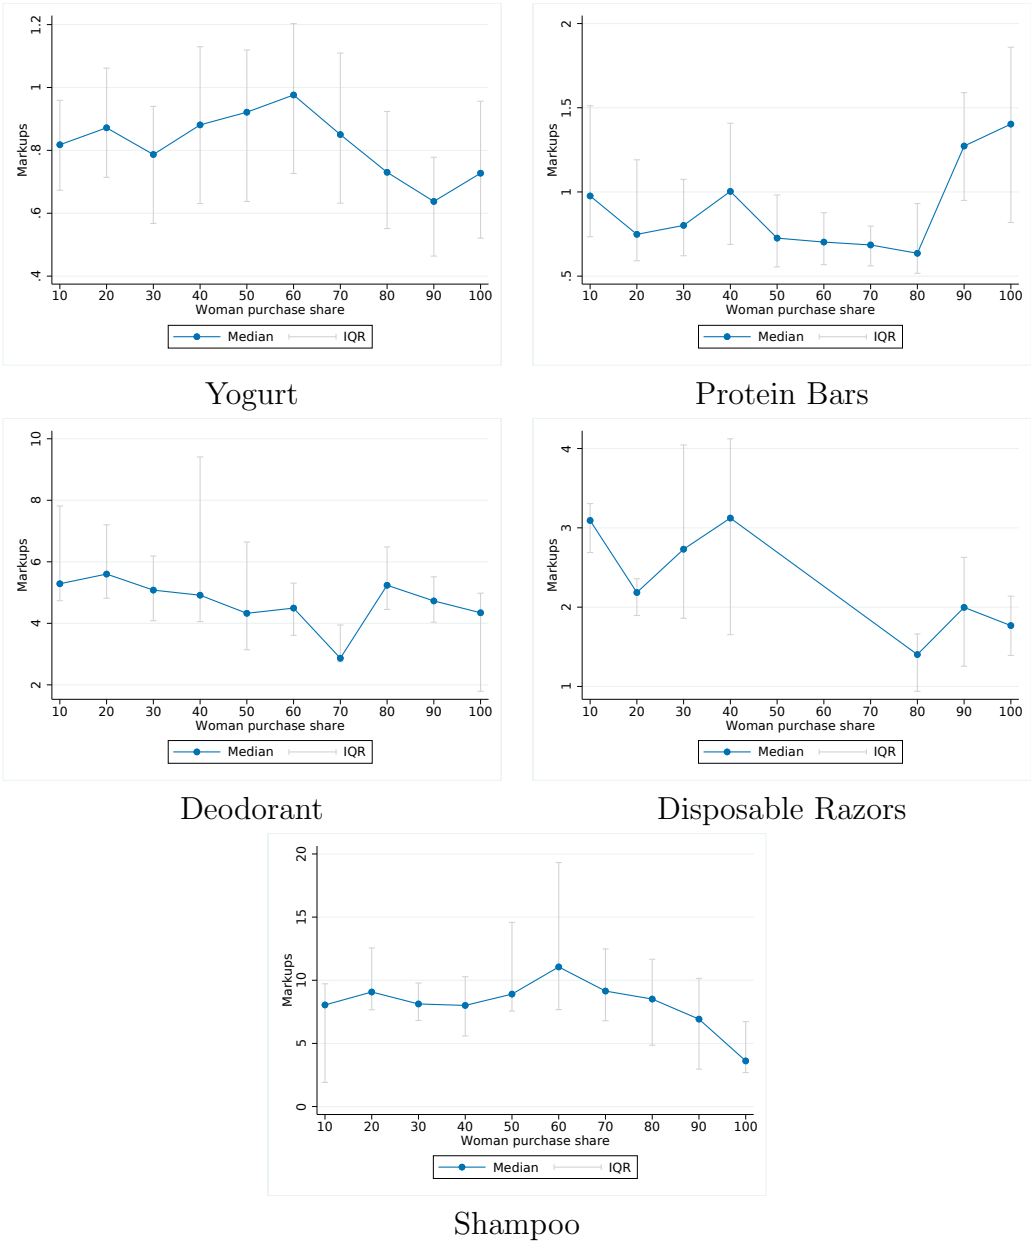 1.2
1
.8
.6
.4
Markups
10 20 30 40 50 60 70 80 90 100
Woman purchase share
Median IQR
Yogurt
2
1.5
1
.5
Markups
10 20 30 40 50 60 70 80 90 100
Woman purchase share
Median IQR
Protein Bars
10
8
6
4
2
Markups
10 20 30 40 50 60 70 80 90 100
Woman purchase share
Median IQR
Deodorant
4
3
2
1
Markups
10 20 30 40 50 60 70 80 90 100
Woman purchase share
Median IQR
Disposable Razors
20
15
10
5
0
Markups
10 20 30 40 50 60 70 80 90 100
Woman purchase share
Median IQR
Shampoo